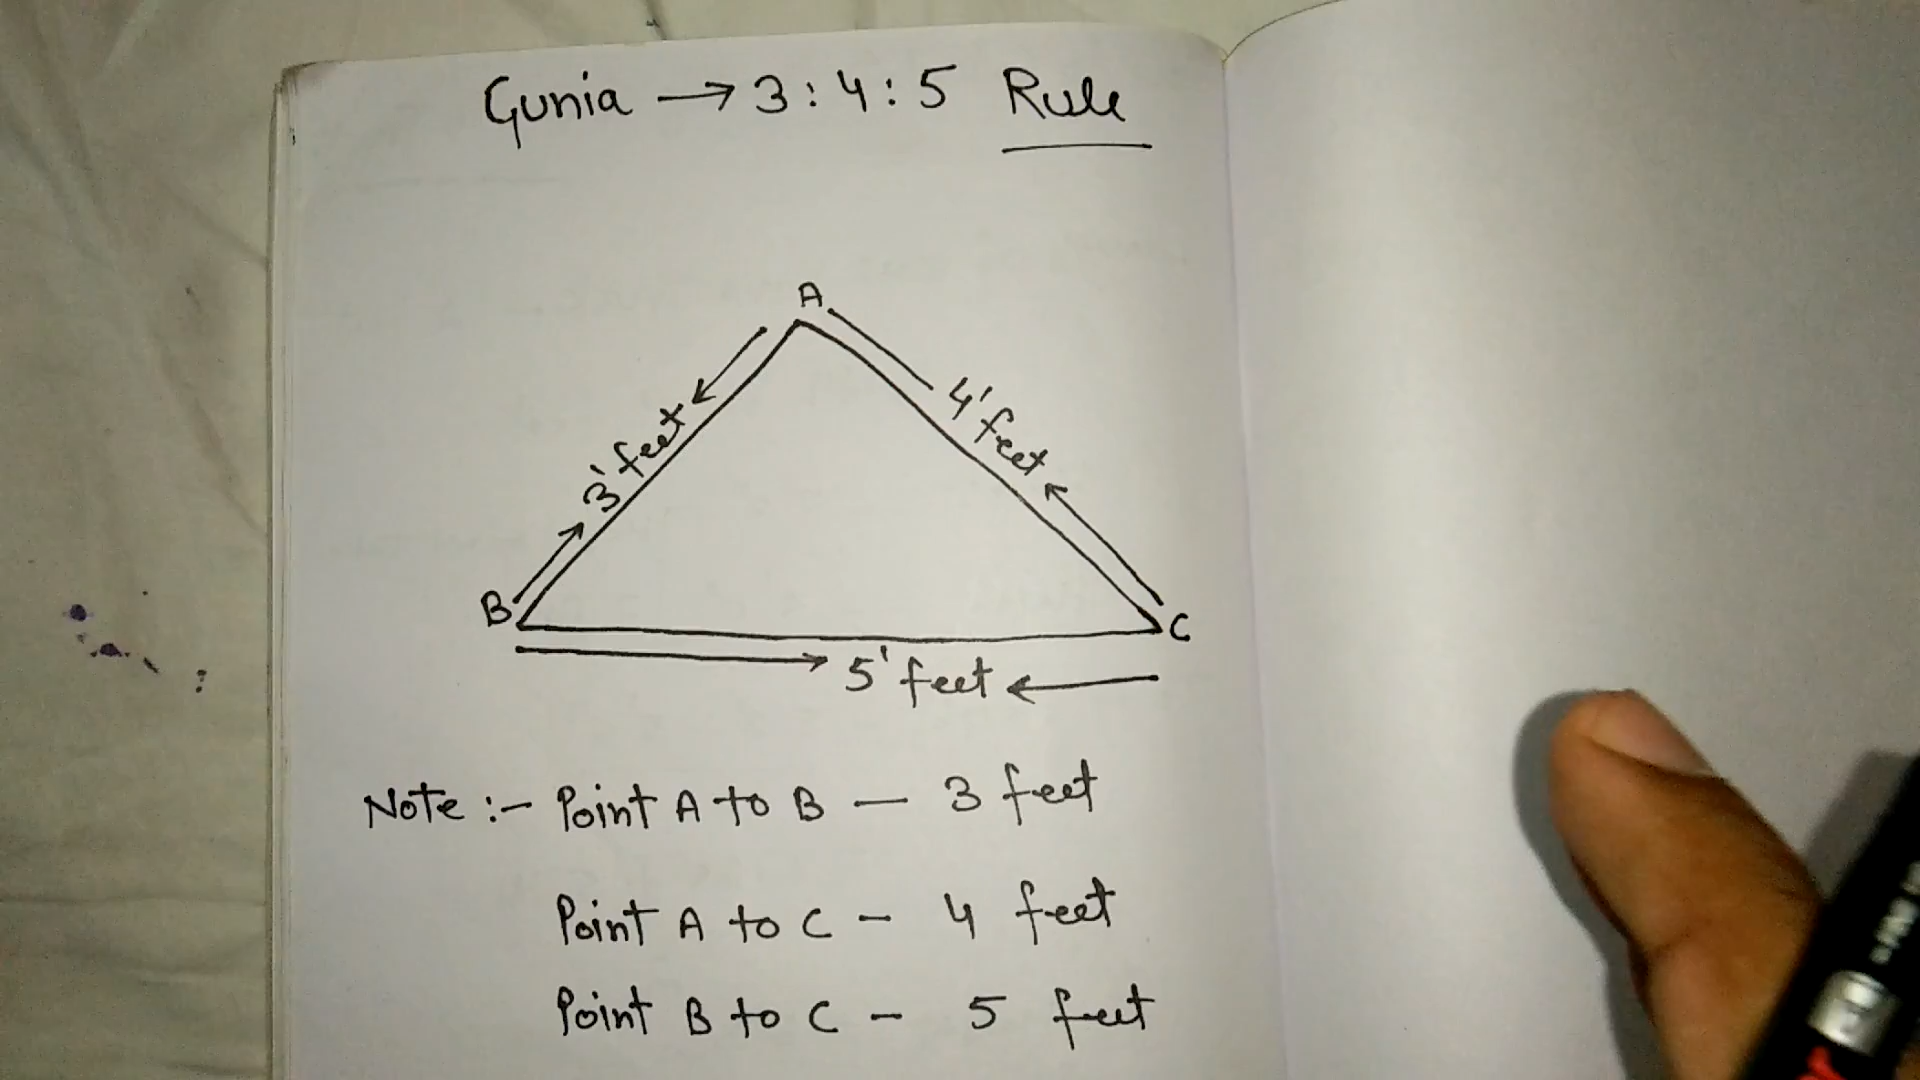 Gunia → 3:4:5 Rule
A
3' feet
4' feet
B
C
5' feet
Note :- Point A to B — 3 feet
Point A to C - 4 feet
Point B to C - 5 feet